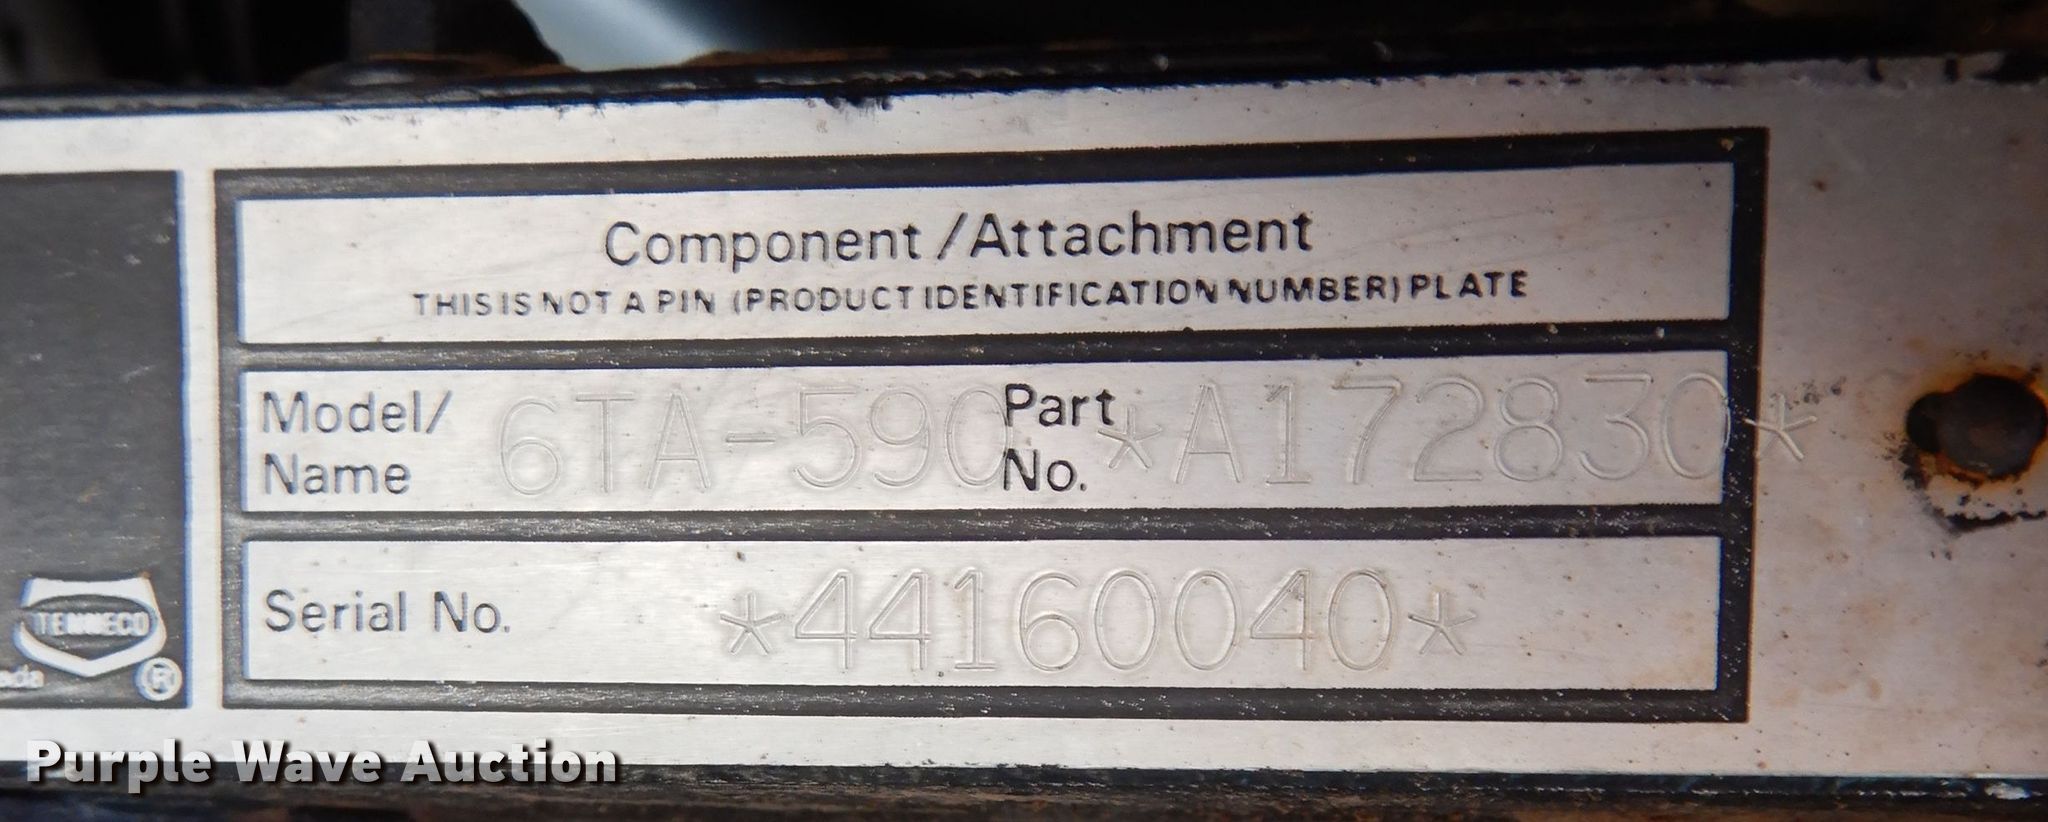 Component/Attachment
THIS IS NOT A PIN (PRODUCT IDENTIFICATION NUMBER) PLATE
Model/
Name
6TA-590
Part
No.
*A172830*
Serial No.
*44160040*
TENNECO
®
Purple Wave Auction